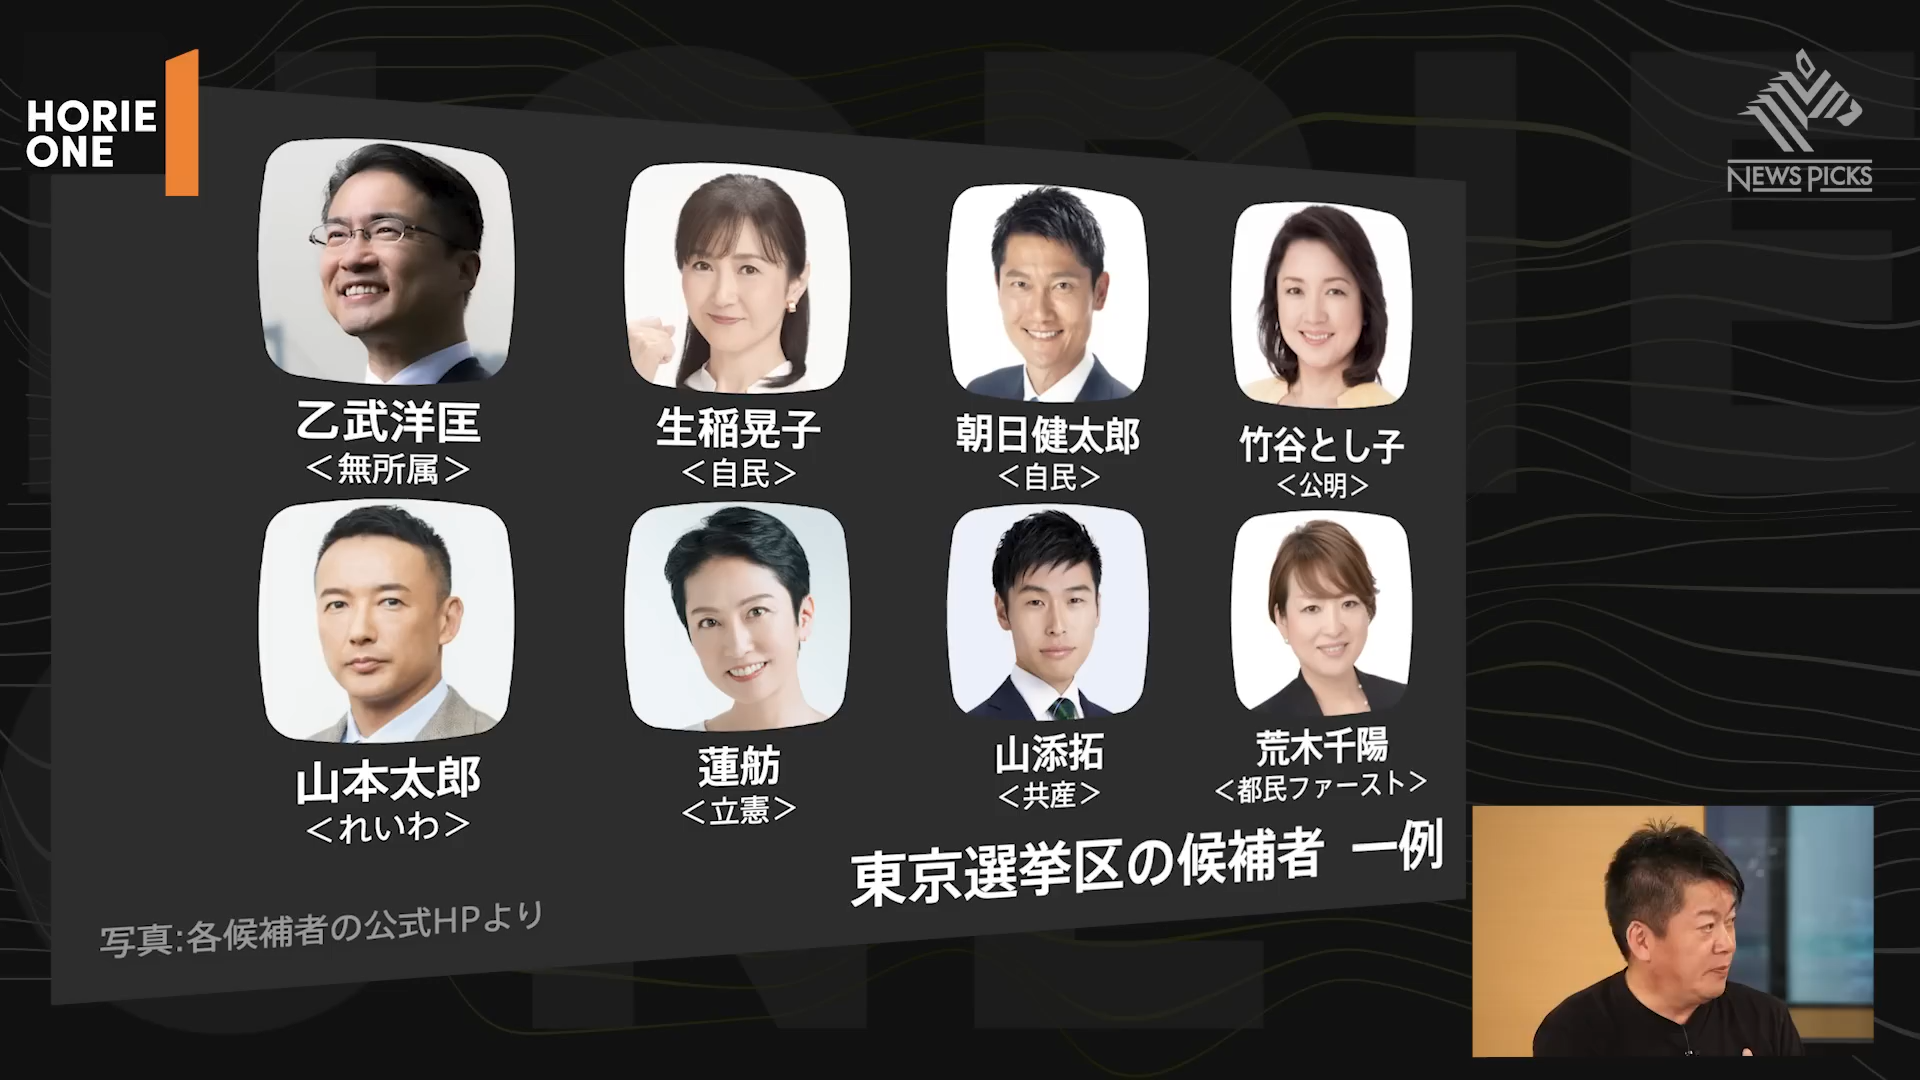 HORIE
ONE
NEWSPICKS
乙武洋匡
＜無所属＞
生稲晃子
＜自民＞
朝日健太郎
＜自民＞
竹谷とし子
＜公明＞
山本太郎
＜れいわ＞
蓮舫
＜立憲＞
山添拓
＜共産＞
荒木千陽
＜都民ファースト＞
東京選挙区の候補者 一例
写真:各候補者の公式HPより